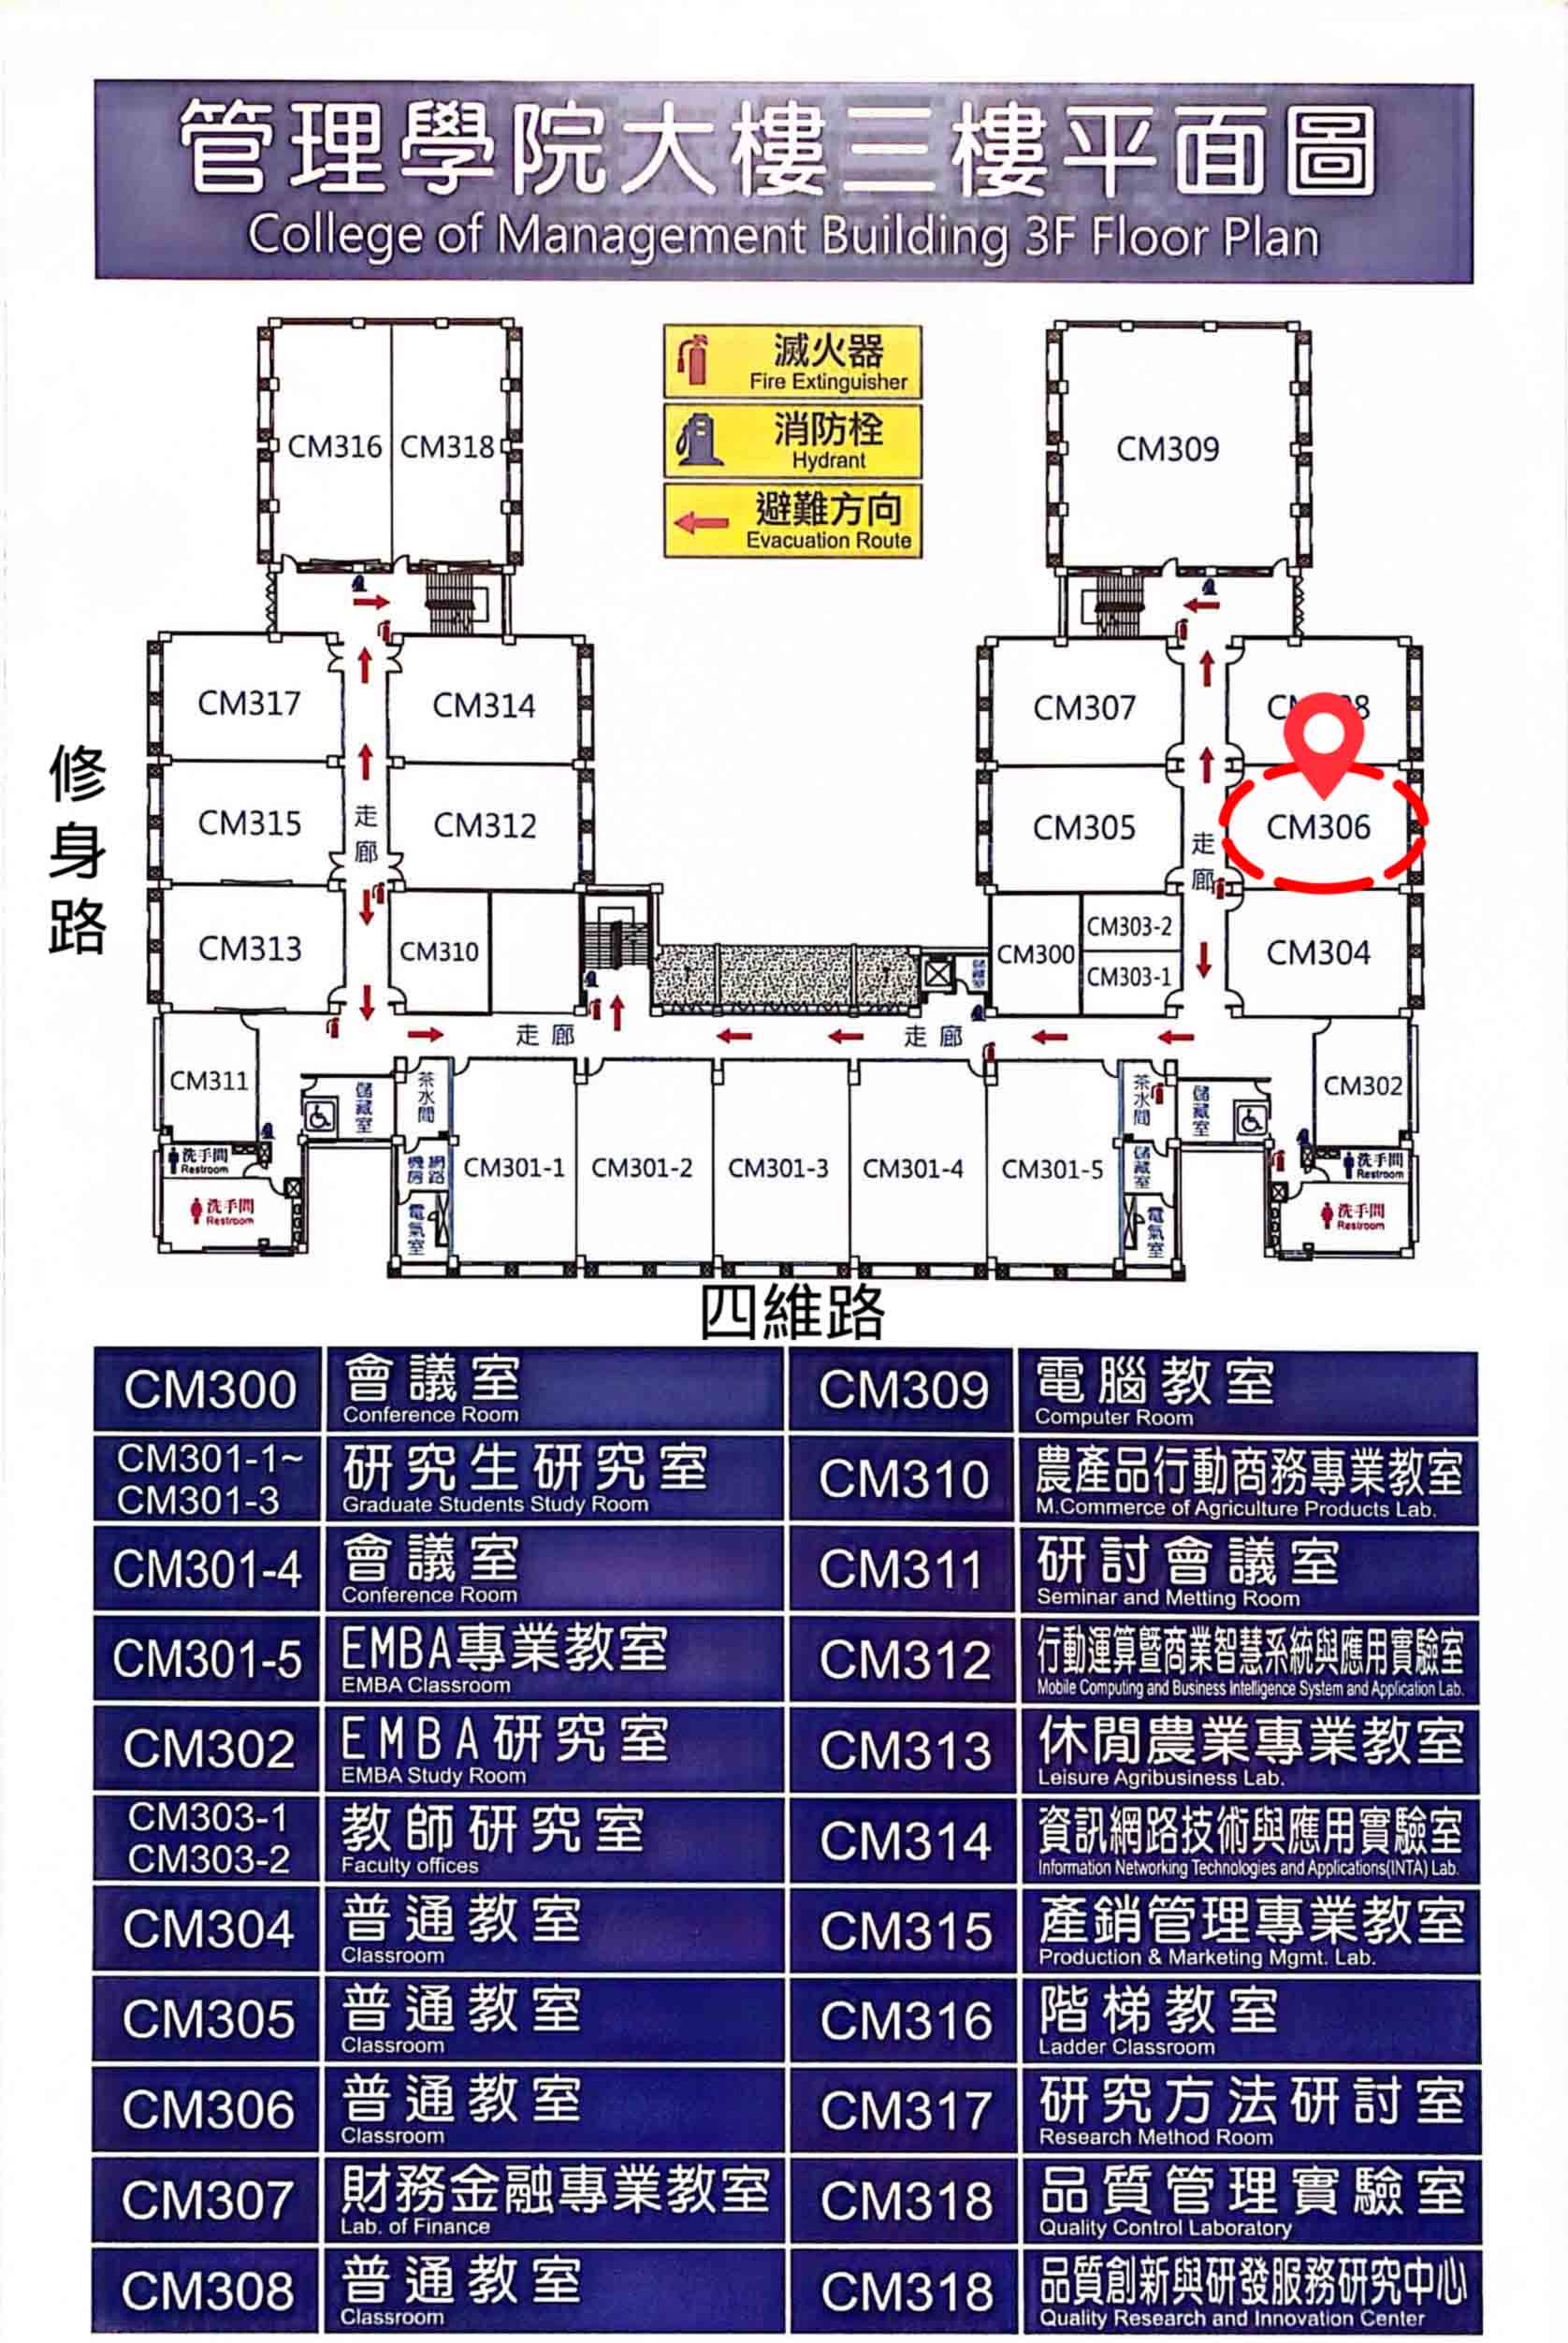 管理學院大樓三樓平面圖
College of Management Building 3F Floor Plan
滅火器
Fire Extinguisher
消防栓
Hydrant
避難方向
Evacuation Route
CM316
CM318
CM309
CM317
CM314
CM307
CM315
走廊
CM312
CM305
走廊
CM306
CM313
CM310
CM300
CM303-2
CM303-1
CM304
修身路
走廊
走廊
CM311
儲藏室
茶水間
茶水間
儲藏室
CM302
洗手間
Restroom
洗手間
Restroom
網路機房
電氣室
CM301-1
CM301-2
CM301-3
CM301-4
CM301-5
儲藏室
電氣室
洗手間
Restroom
洗手間
Restroom
四維路
CM300
會議室
Conference Room
CM301-1~
CM301-3
研究生研究室
Graduate Students Study Room
CM301-4
會議室
Conference Room
CM301-5
EMBA專業教室
EMBA Classroom
CM302
EMBA研究室
EMBA Study Room
CM303-1
CM303-2
教師研究室
Faculty offices
CM304
普通教室
Classroom
CM305
普通教室
Classroom
CM306
普通教室
Classroom
CM307
財務金融專業教室
Lab. of Finance
CM308
普通教室
Classroom
CM309
電腦教室
Computer Room
CM310
農產品行動商務專業教室
M.Commerce of Agriculture Products Lab.
CM311
研討會議室
Seminar and Metting Room
CM312
行動運算暨商業智慧系統與應用實驗室
Mobile Computing and Business Intelligence System and Application Lab.
CM313
休閒農業專業教室
Leisure Agribusiness Lab.
CM314
資訊網路技術與應用實驗室
Information Networking Technologies and Applications(INTA) Lab.
CM315
產銷管理專業教室
Production & Marketing Mgmt. Lab.
CM316
階梯教室
Ladder Classroom
CM317
研究方法研討室
Research Method Room
CM318
品質管理實驗室
Quality Control Laboratory
CM318
品質創新與研發服務研究中心
Quality Research and Innovation Center